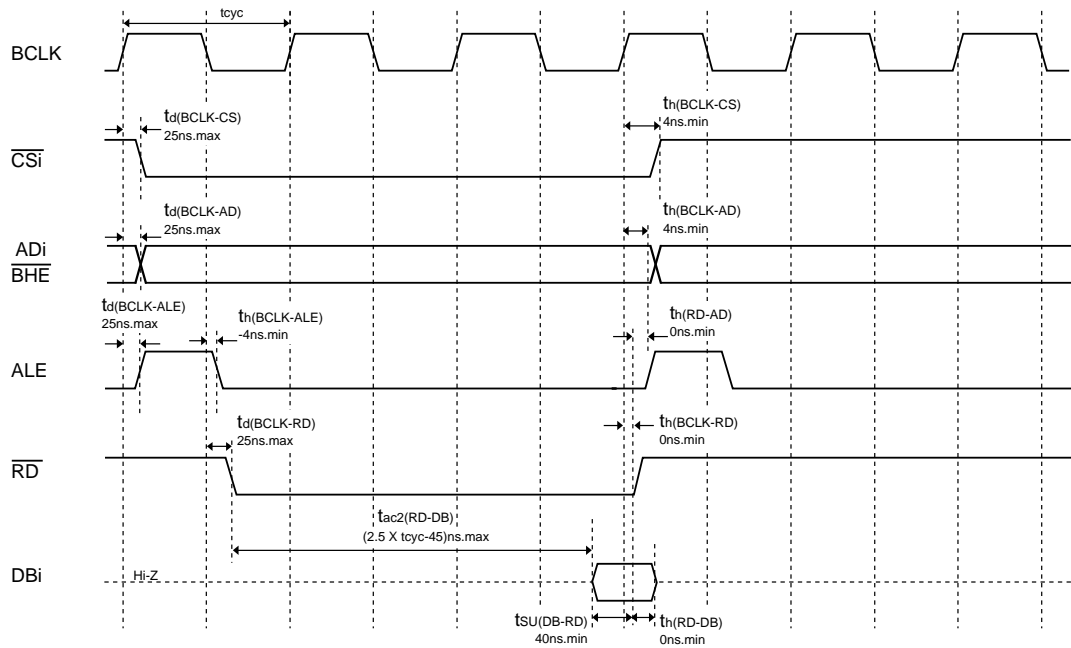 tcyc
BCLK
td(BCLK-CS)
25ns.max
th(BCLK-CS)
4ns.min
CSi
td(BCLK-AD)
25ns.max
th(BCLK-AD)
4ns.min
ADi
BHE
td(BCLK-ALE)
25ns.max
th(BCLK-ALE)
-4ns.min
th(RD-AD)
0ns.min
ALE
td(BCLK-RD)
25ns.max
th(BCLK-RD)
0ns.min
RD
tac2(RD-DB)
(2.5 X tcyc-45)ns.max
DBi
Hi-Z
tSU(DB-RD)
40ns.min
th(RD-DB)
0ns.min